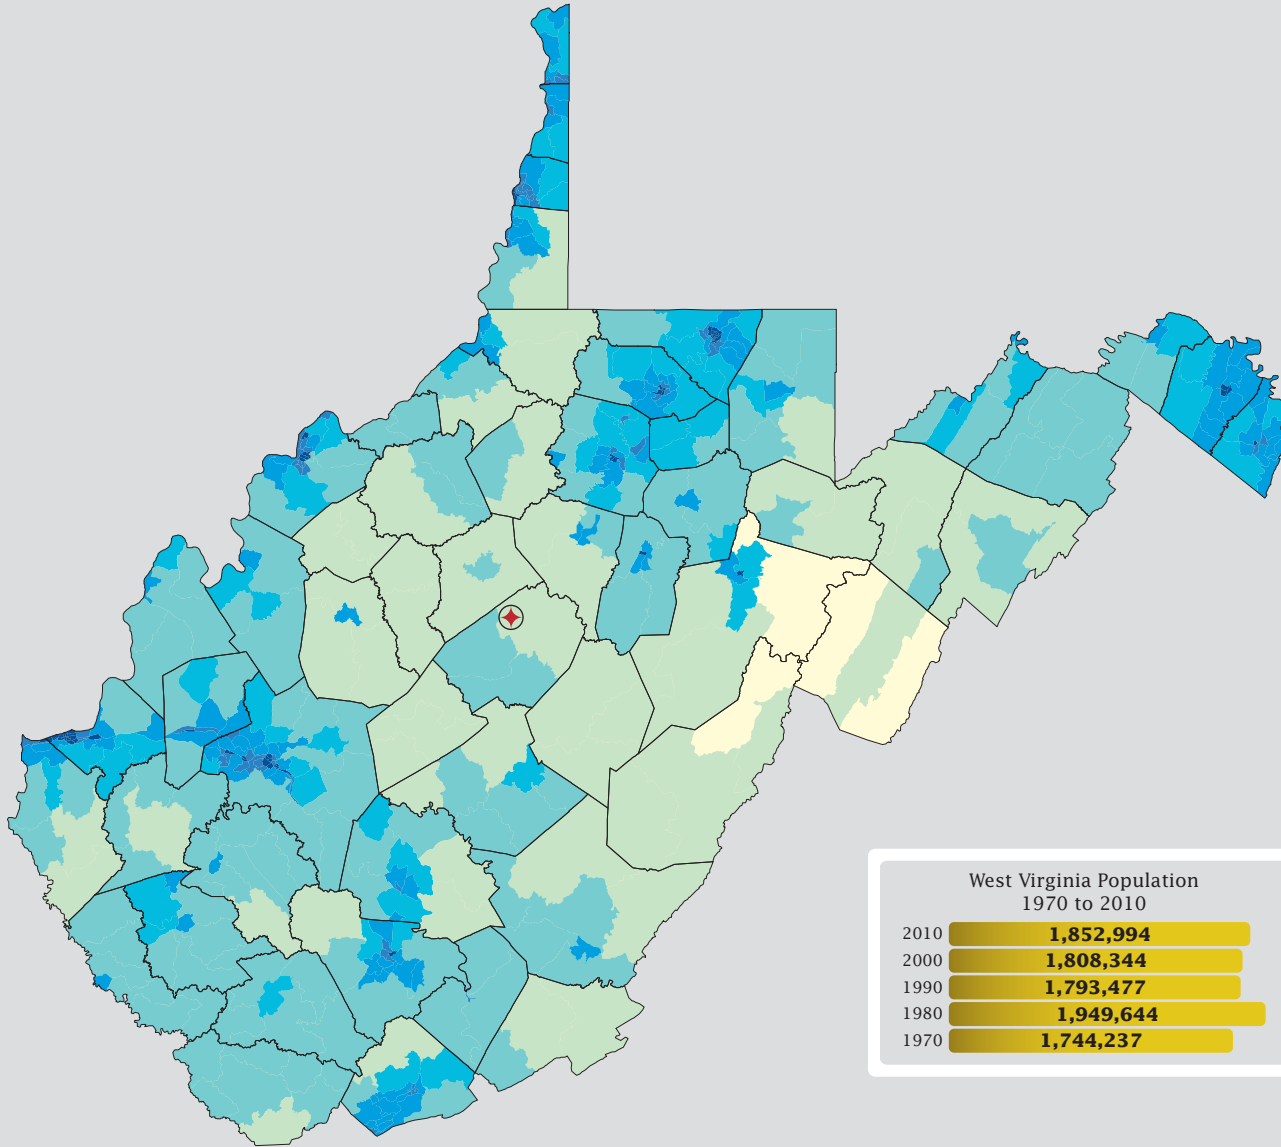 West Virginia Population
1970 to 2010
2010 1,852,994
2000 1,808,344
1990 1,793,477
1980 1,949,644
1970 1,744,237